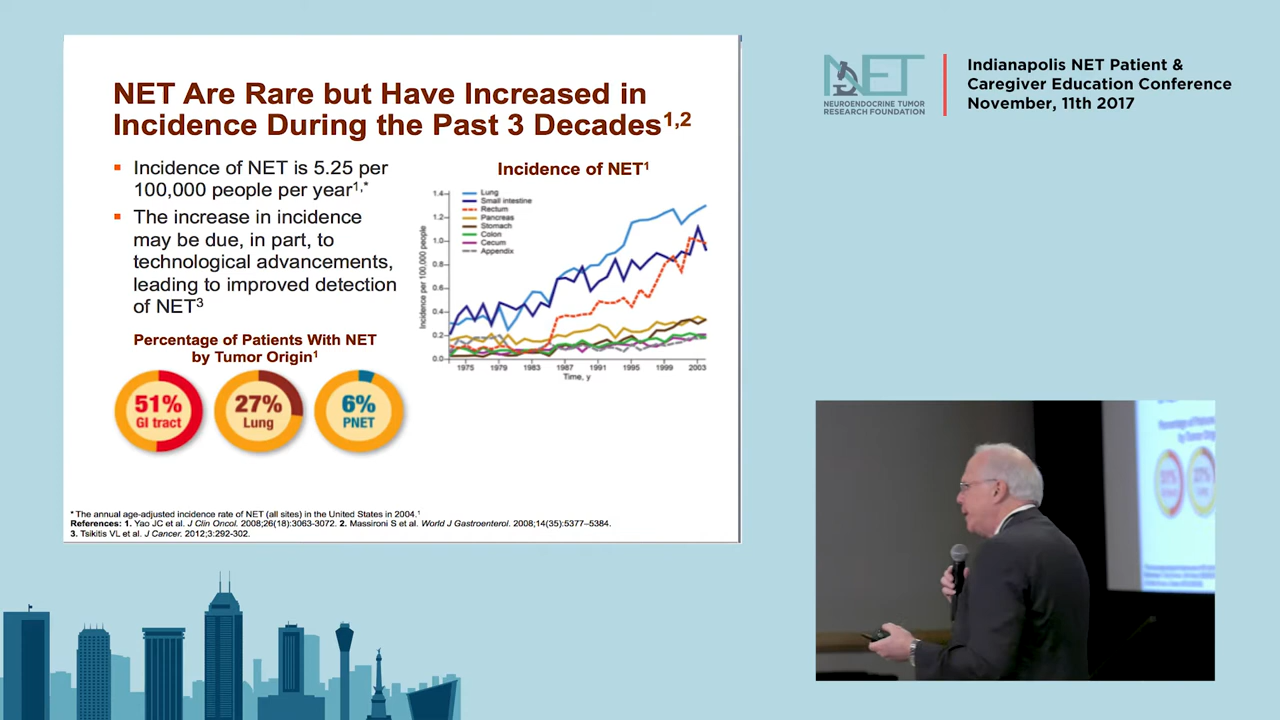 NET Are Rare but Have Increased in
Incidence During the Past 3 Decades1,2
Incidence of NET is 5.25 per
100,000 people per year1,*
The increase in incidence
may be due, in part, to
technological advancements,
leading to improved detection
of NET3
Percentage of Patients With NET
by Tumor Origin1
51%
GI tract
27%
Lung
6%
PNET
Incidence of NET1
Lung
Small intestine
Rectum
Pancreas
Stomach
Colon
Cecum
Appendix
Incidence per 100,000 people
1.4
1.2
1.0
0.8
0.6
0.4
0.2
0.0
1975 1979 1983 1987 1991 1995 1999 2003
Time, y
* The annual age-adjusted incidence rate of NET (all sites) in the United States in 2004.1
References: 1. Yao JC et al. J Clin Oncol. 2008;26(18):3063-3072. 2. Massironi S et al. World J Gastroenterol. 2008;14(35):5377–5384.
3. Tsikitis VL et al. J Cancer. 2012;3:292-302.
NET
NEUROENDOCRINE TUMOR
RESEARCH FOUNDATION
Indianapolis NET Patient &
Caregiver Education Conference
November, 11th 2017